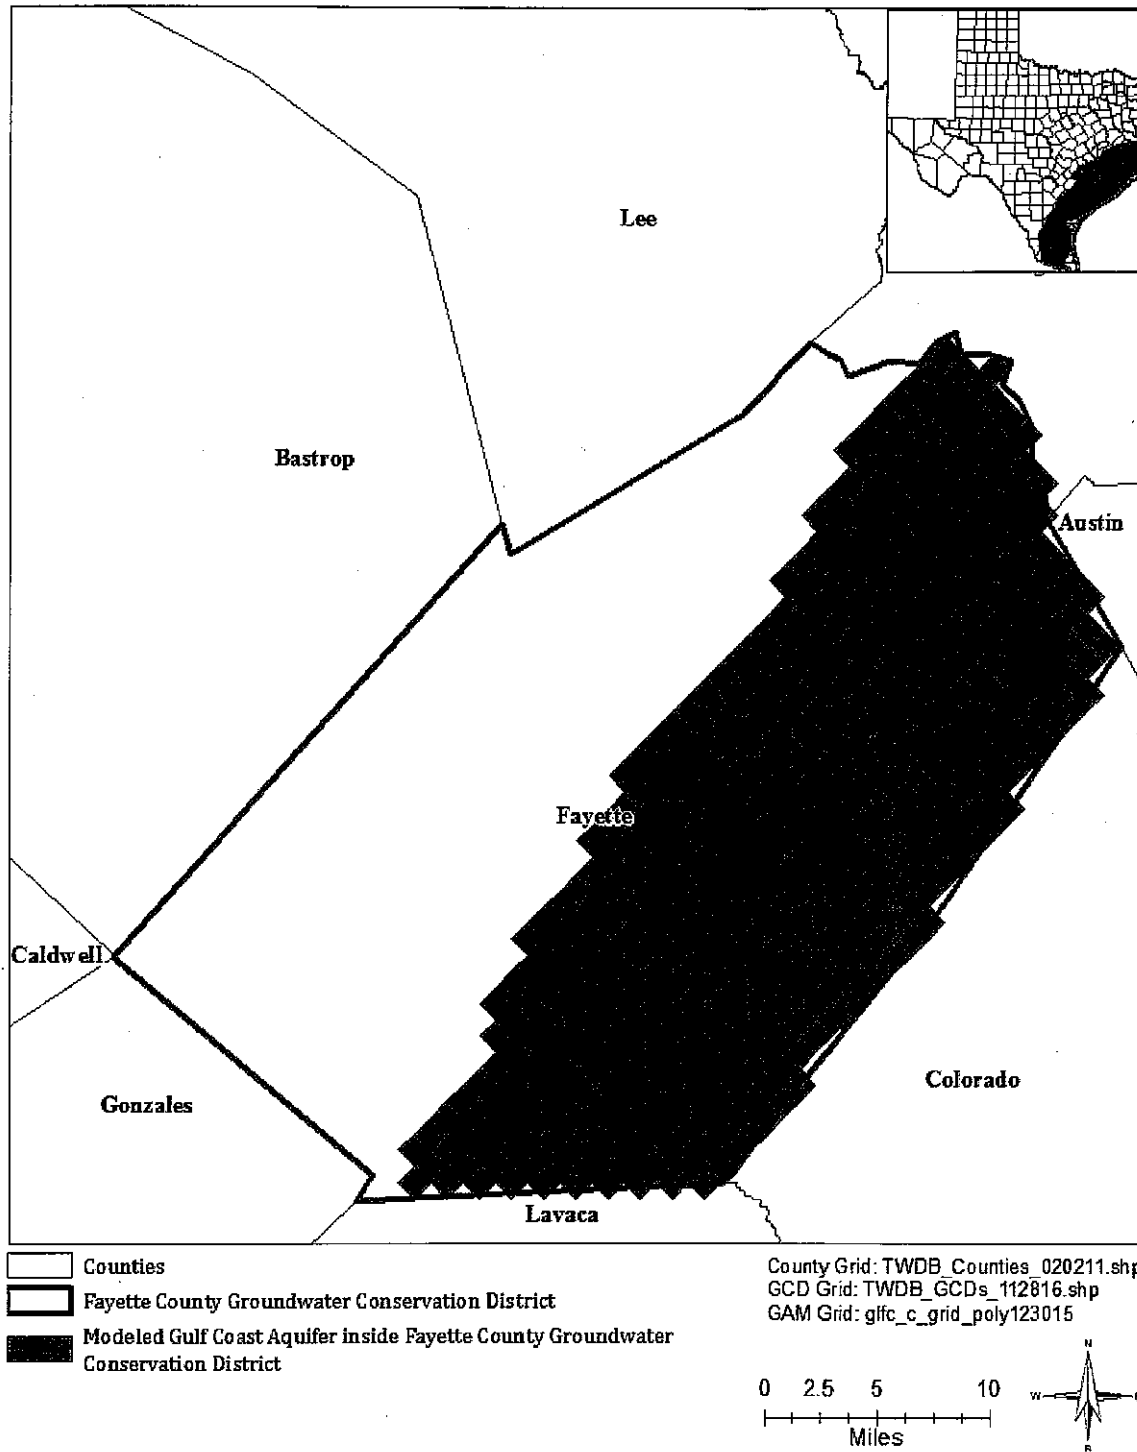 Lee
Bastrop
Austin
Fayette
Caldwell
Gonzales
Colorado
Lavaca
Counties
Fayette County Groundwater Conservation District
Modeled Gulf Coast Aquifer inside Fayette County Groundwater
Conservation District
County Grid: TWDB_Counties_020211.shp
GCD Grid: TWDB_GCDs_112816.shp
GAM Grid: glfc_c_grid_poly123015
0 2.5 5 10
Miles
N
W
S